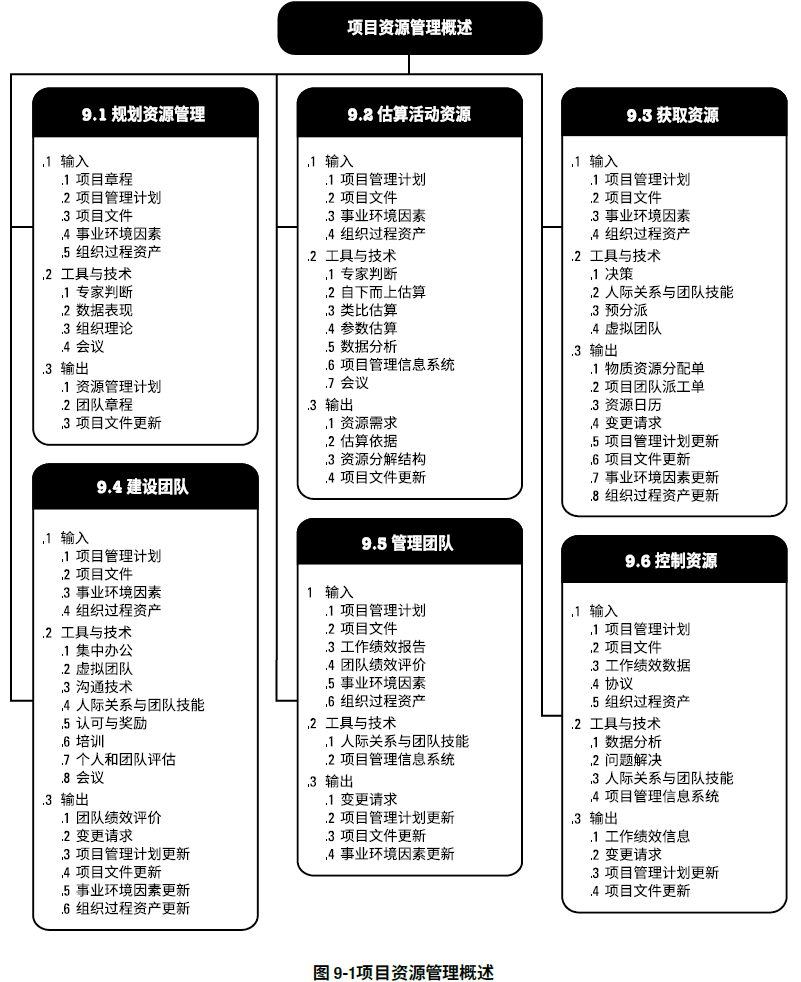 项目资源管理概述
9.1 规划资源管理
.1 输入
.1 项目章程
.2 项目管理计划
.3 项目文件
.4 事业环境因素
.5 组织过程资产
.2 工具与技术
.1 专家判断
.2 数据表现
.3 组织理论
.4 会议
.3 输出
.1 资源管理计划
.2 团队章程
.3 项目文件更新
9.2 估算活动资源
.1 输入
.1 项目管理计划
.2 项目文件
.3 事业环境因素
.4 组织过程资产
.2 工具与技术
.1 专家判断
.2 自下而上估算
.3 类比估算
.4 参数估算
.5 数据分析
.6 项目管理信息系统
.7 会议
.3 输出
.1 资源需求
.2 估算依据
.3 资源分解结构
.4 项目文件更新
9.3 获取资源
.1 输入
.1 项目管理计划
.2 项目文件
.3 事业环境因素
.4 组织过程资产
.2 工具与技术
.1 决策
.2 人际关系与团队技能
.3 预分派
.4 虚拟团队
.3 输出
.1 物质资源分配单
.2 项目团队派工单
.3 资源日历
.4 变更请求
.5 项目管理计划更新
.6 项目文件更新
.7 事业环境因素更新
.8 组织过程资产更新
9.4 建设团队
.1 输入
.1 项目管理计划
.2 项目文件
.3 事业环境因素
.4 组织过程资产
.2 工具与技术
.1 集中办公
.2 虚拟团队
.3 沟通技术
.4 人际关系与团队技能
.5 认可与奖励
.6 培训
.7 个人和团队评估
.8 会议
.3 输出
.1 团队绩效评价
.2 变更请求
.3 项目管理计划更新
.4 项目文件更新
.5 事业环境因素更新
.6 组织过程资产更新
9.5 管理团队
1 输入
.1 项目管理计划
.2 项目文件
.3 工作绩效报告
.4 团队绩效评价
.5 事业环境因素
.6 组织过程资产
.2 工具与技术
.1 人际关系与团队技能
.2 项目管理信息系统
.3 输出
.1 变更请求
.2 项目管理计划更新
.3 项目文件更新
.4 事业环境因素更新
9.6 控制资源
.1 输入
.1 项目管理计划
.2 项目文件
.3 工作绩效数据
.4 协议
.5 组织过程资产
.2 工具与技术
.1 数据分析
.2 问题解决
.3 人际关系与团队技能
.4 项目管理信息系统
.3 输出
.1 工作绩效信息
.2 变更请求
.3 项目管理计划更新
.4 项目文件更新
图 9-1项目资源管理概述